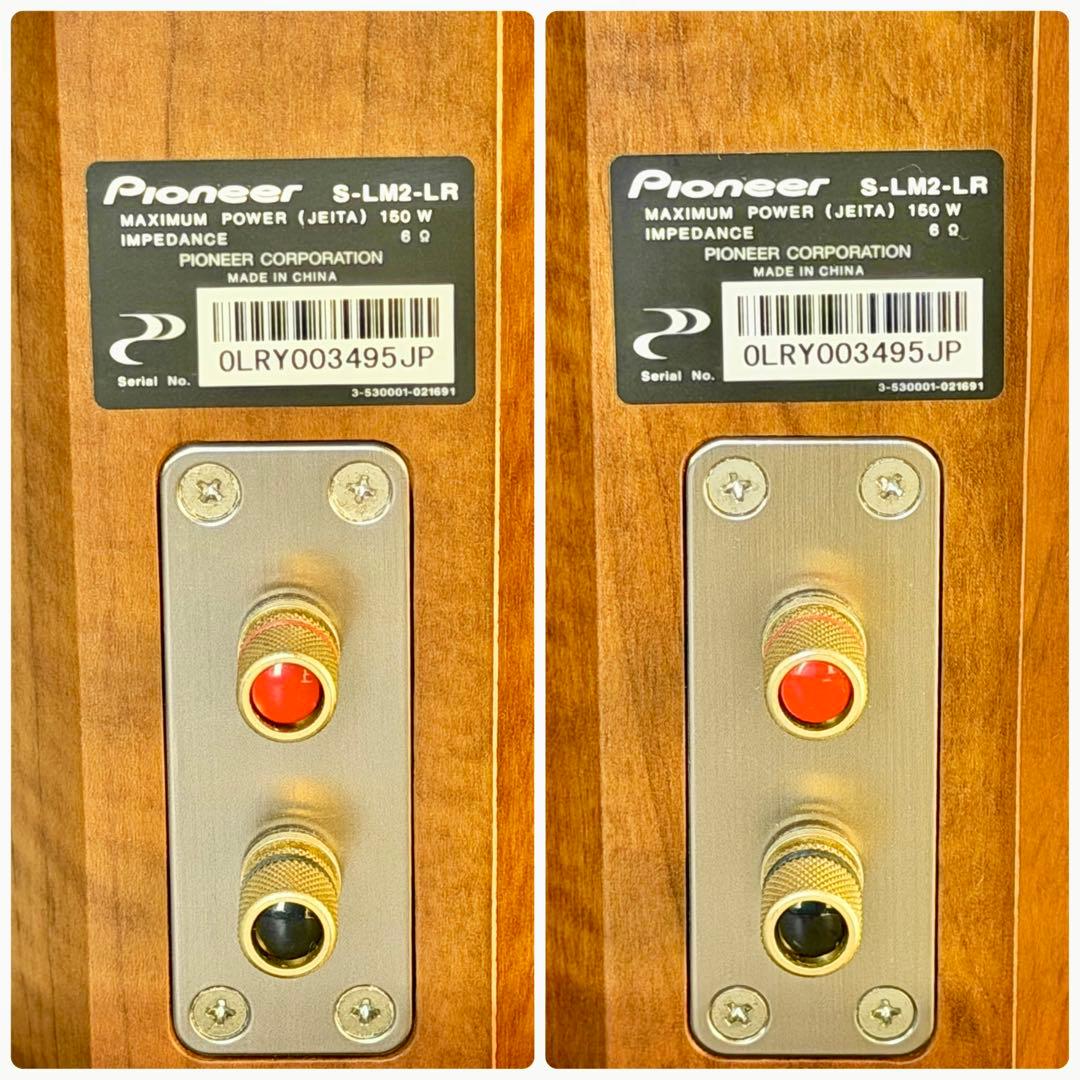 Pioneer S-LM2-LR
MAXIMUM POWER (JEITA) 150 W
IMPEDANCE 6 Ω
PIONEER CORPORATION
MADE IN CHINA
0LRY003495JP
Serial No.
3-530001-021691
Pioneer S-LM2-LR
MAXIMUM POWER (JEITA) 150 W
IMPEDANCE 6 Ω
PIONEER CORPORATION
MADE IN CHINA
0LRY003495JP
Serial No.
3-530001-021691